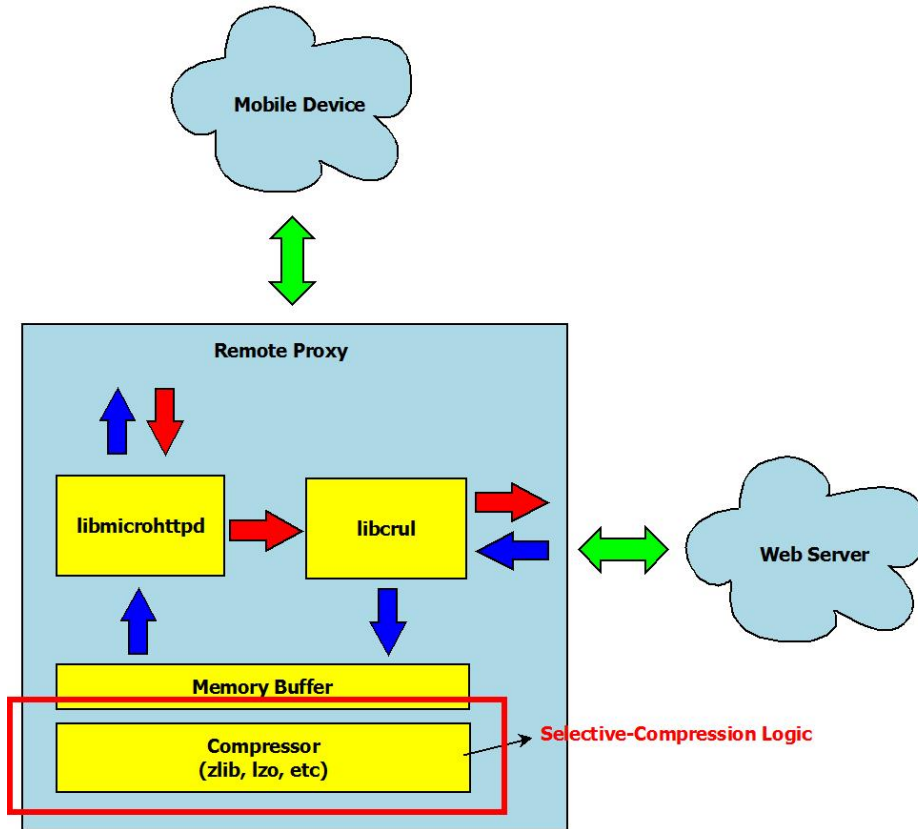 Mobile Device
Remote Proxy
libmicrohttpd
libcrul
Web Server
Memory Buffer
Compressor
(zlib, lzo, etc)
Selective-Compression Logic